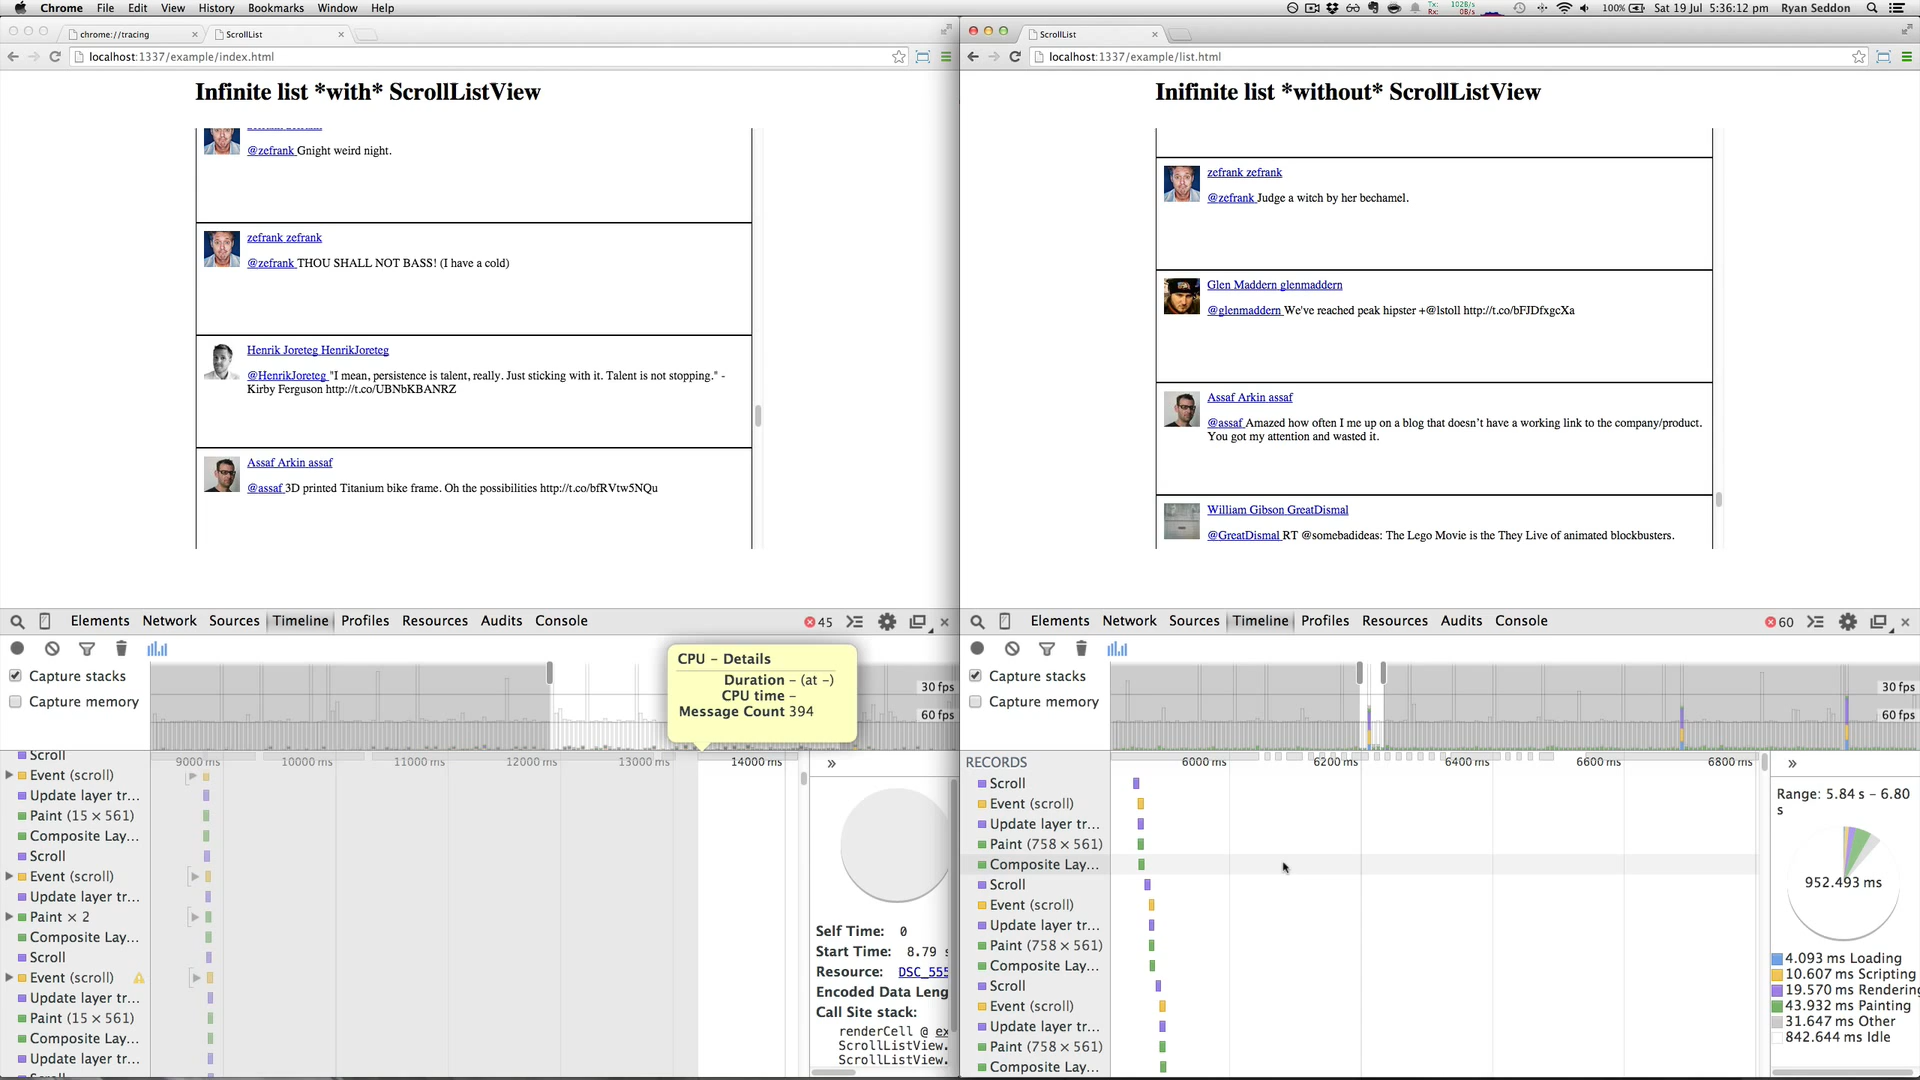 Chrome File Edit View History Bookmarks Window Help
Tx: 102B/s
Rx: 0B/s
100% Sat 19 Jul 5:36:12 pm Ryan Seddon
chrome://tracing
ScrollList
localhost:1337/example/index.html
Infinite list *with* ScrollListView
@zefrank Gnight weird night.
zefrank zefrank
@zefrank THOU SHALL NOT BASS! (I have a cold)
Henrik Joreteg HenrikJoreteg
@HenrikJoreteg "I mean, persistence is talent, really. Just sticking with it. Talent is not stopping." -
Kirby Ferguson http://t.co/UBNbKBANRZ
Assaf Arkin assaf
@assaf 3D printed Titanium bike frame. Oh the possibilities http://t.co/bfRVtw5NQu
Elements Network Sources Timeline Profiles Resources Audits Console
45
Capture stacks
Capture memory
30 fps
60 fps
CPU – Details
Duration – (at –)
CPU time –
Message Count 394
9000 ms 10000 ms 11000 ms 12000 ms 13000 ms 14000 ms
»
Scroll
Event (scroll)
Update layer tr...
Paint (15 × 561)
Composite Lay...
Scroll
Event (scroll)
Update layer tr...
Paint × 2
Composite Lay...
Scroll
Event (scroll)
Update layer tr...
Paint (15 × 561)
Composite Lay...
Update layer tr...
Self Time: 0
Start Time: 8.79 s
Resource: DSC_555
Encoded Data Leng
Call Site stack:
renderCell @ ex
ScrollListView.
ScrollListView.
ScrollList
localhost:1337/example/list.html
Inifinite list *without* ScrollListView
zefrank zefrank
@zefrank Judge a witch by her bechamel.
Glen Maddern glenmaddern
@glenmaddern We've reached peak hipster +@lstoll http://t.co/bFJDfxgcXa
Assaf Arkin assaf
@assaf Amazed how often I me up on a blog that doesn't have a working link to the company/product.
You got my attention and wasted it.
William Gibson GreatDismal
@GreatDismal RT @somebadideas: The Lego Movie is the They Live of animated blockbusters.
Elements Network Sources Timeline Profiles Resources Audits Console
60
Capture stacks
Capture memory
30 fps
60 fps
RECORDS
6000 ms 6200 ms 6400 ms 6600 ms 6800 ms
»
Scroll
Event (scroll)
Update layer tr...
Paint (758 × 561)
Composite Lay...
Scroll
Event (scroll)
Update layer tr...
Paint (758 × 561)
Composite Lay...
Scroll
Event (scroll)
Update layer tr...
Paint (758 × 561)
Composite Lay...
Range: 5.84 s – 6.80
s
952.493 ms
4.093 ms Loading
10.607 ms Scripting
19.570 ms Rendering
43.932 ms Painting
31.647 ms Other
842.644 ms Idle